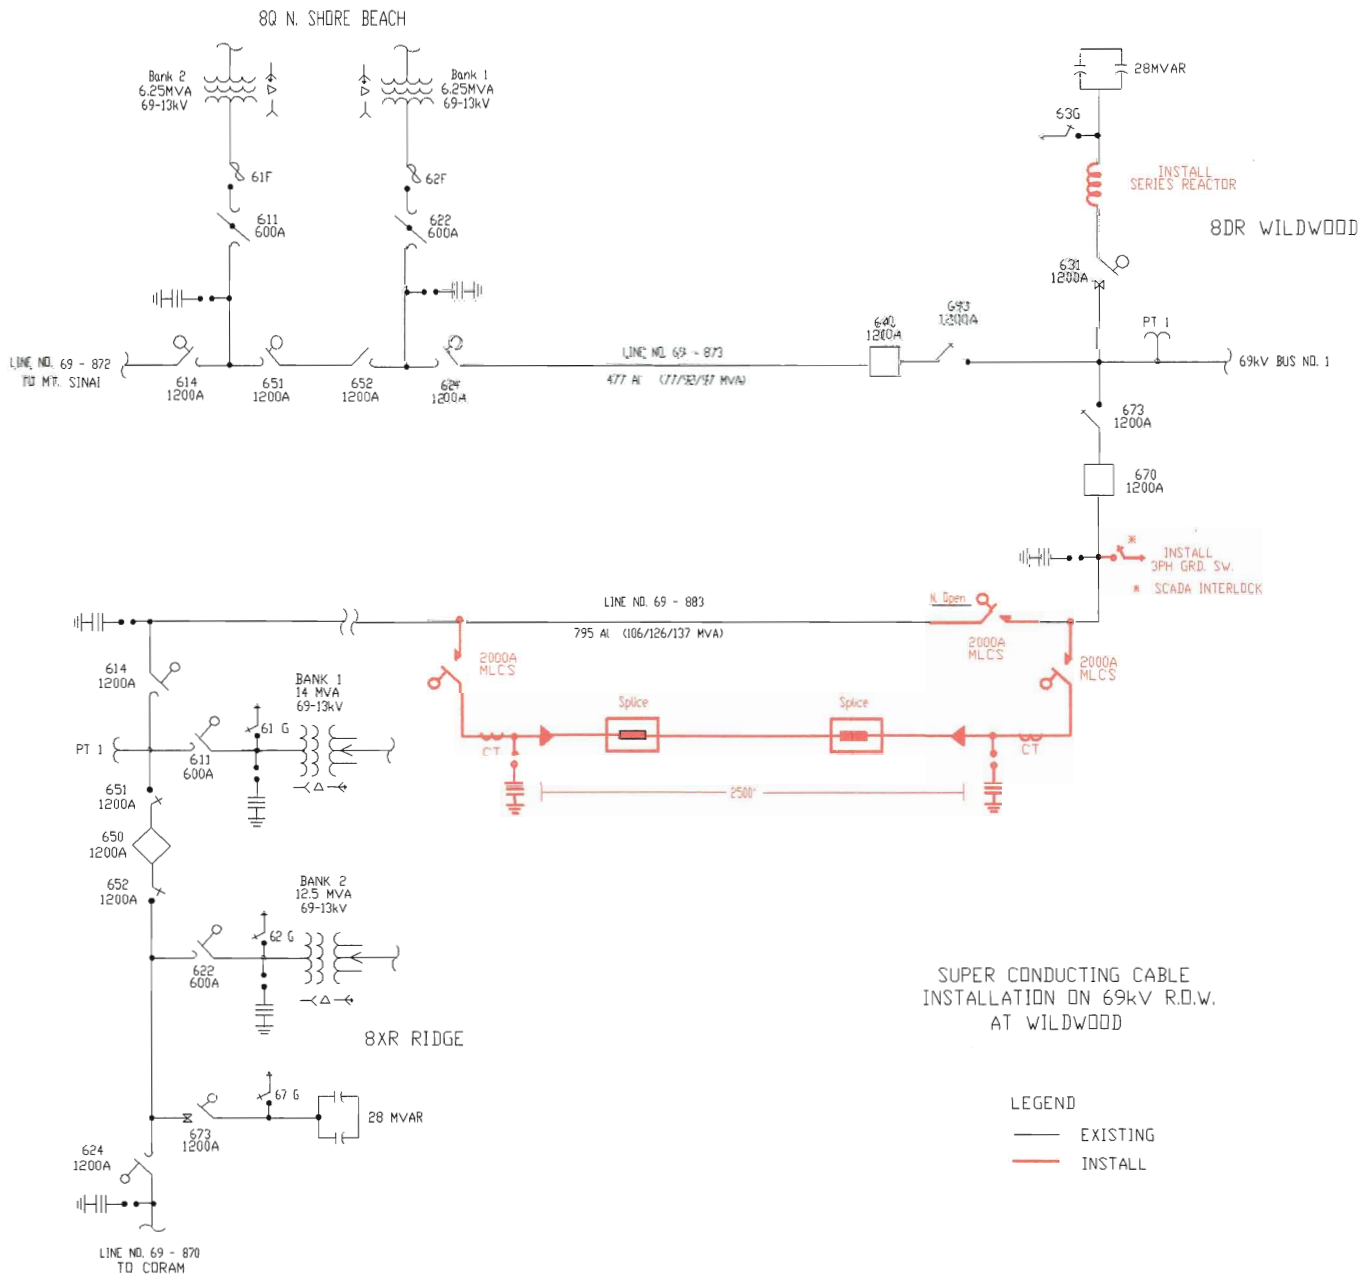 8Q N. SHORE BEACH
Bank 2
6.25MVA
69-13kV
Bank 1
6.25MVA
69-13kV
28MVAR
63G
INSTALL
SERIES REACTOR
8DR WILDWOOD
61F
62F
611
600A
622
600A
631
1200A
PT 1
69kV BUS NO. 1
LINE NO. 69 - 872
TO MT. SINAI
614
1200A
651
1200A
652
1200A
624
1200A
LINE NO. 69 - 873
477 Al (77/92/97 MVA)
640
1200A
1200A
673
1200A
670
1200A
INSTALL
3PH GRD. SW.
* SCADA INTERLOCK
*
LINE NO. 69 - 883
795 AL (106/126/137 MVA)
N. Open
2000A
MLCS
2000A
MLCS
2000A
MLCS
Splice
Splice
CT
CT
2500'
614
1200A
PT 1
611
600A
61 G
BANK 1
14 MVA
69-13kV
651
1200A
650
1200A
652
1200A
BANK 2
12.5 MVA
69-13kV
62 G
622
600A
8XR RIDGE
67 G
28 MVAR
673
1200A
624
1200A
LINE NO. 69 - 870
TO CORAM
SUPER CONDUCTING CABLE
INSTALLATION ON 69kV R.O.W.
AT WILDWOOD
LEGEND
EXISTING
INSTALL